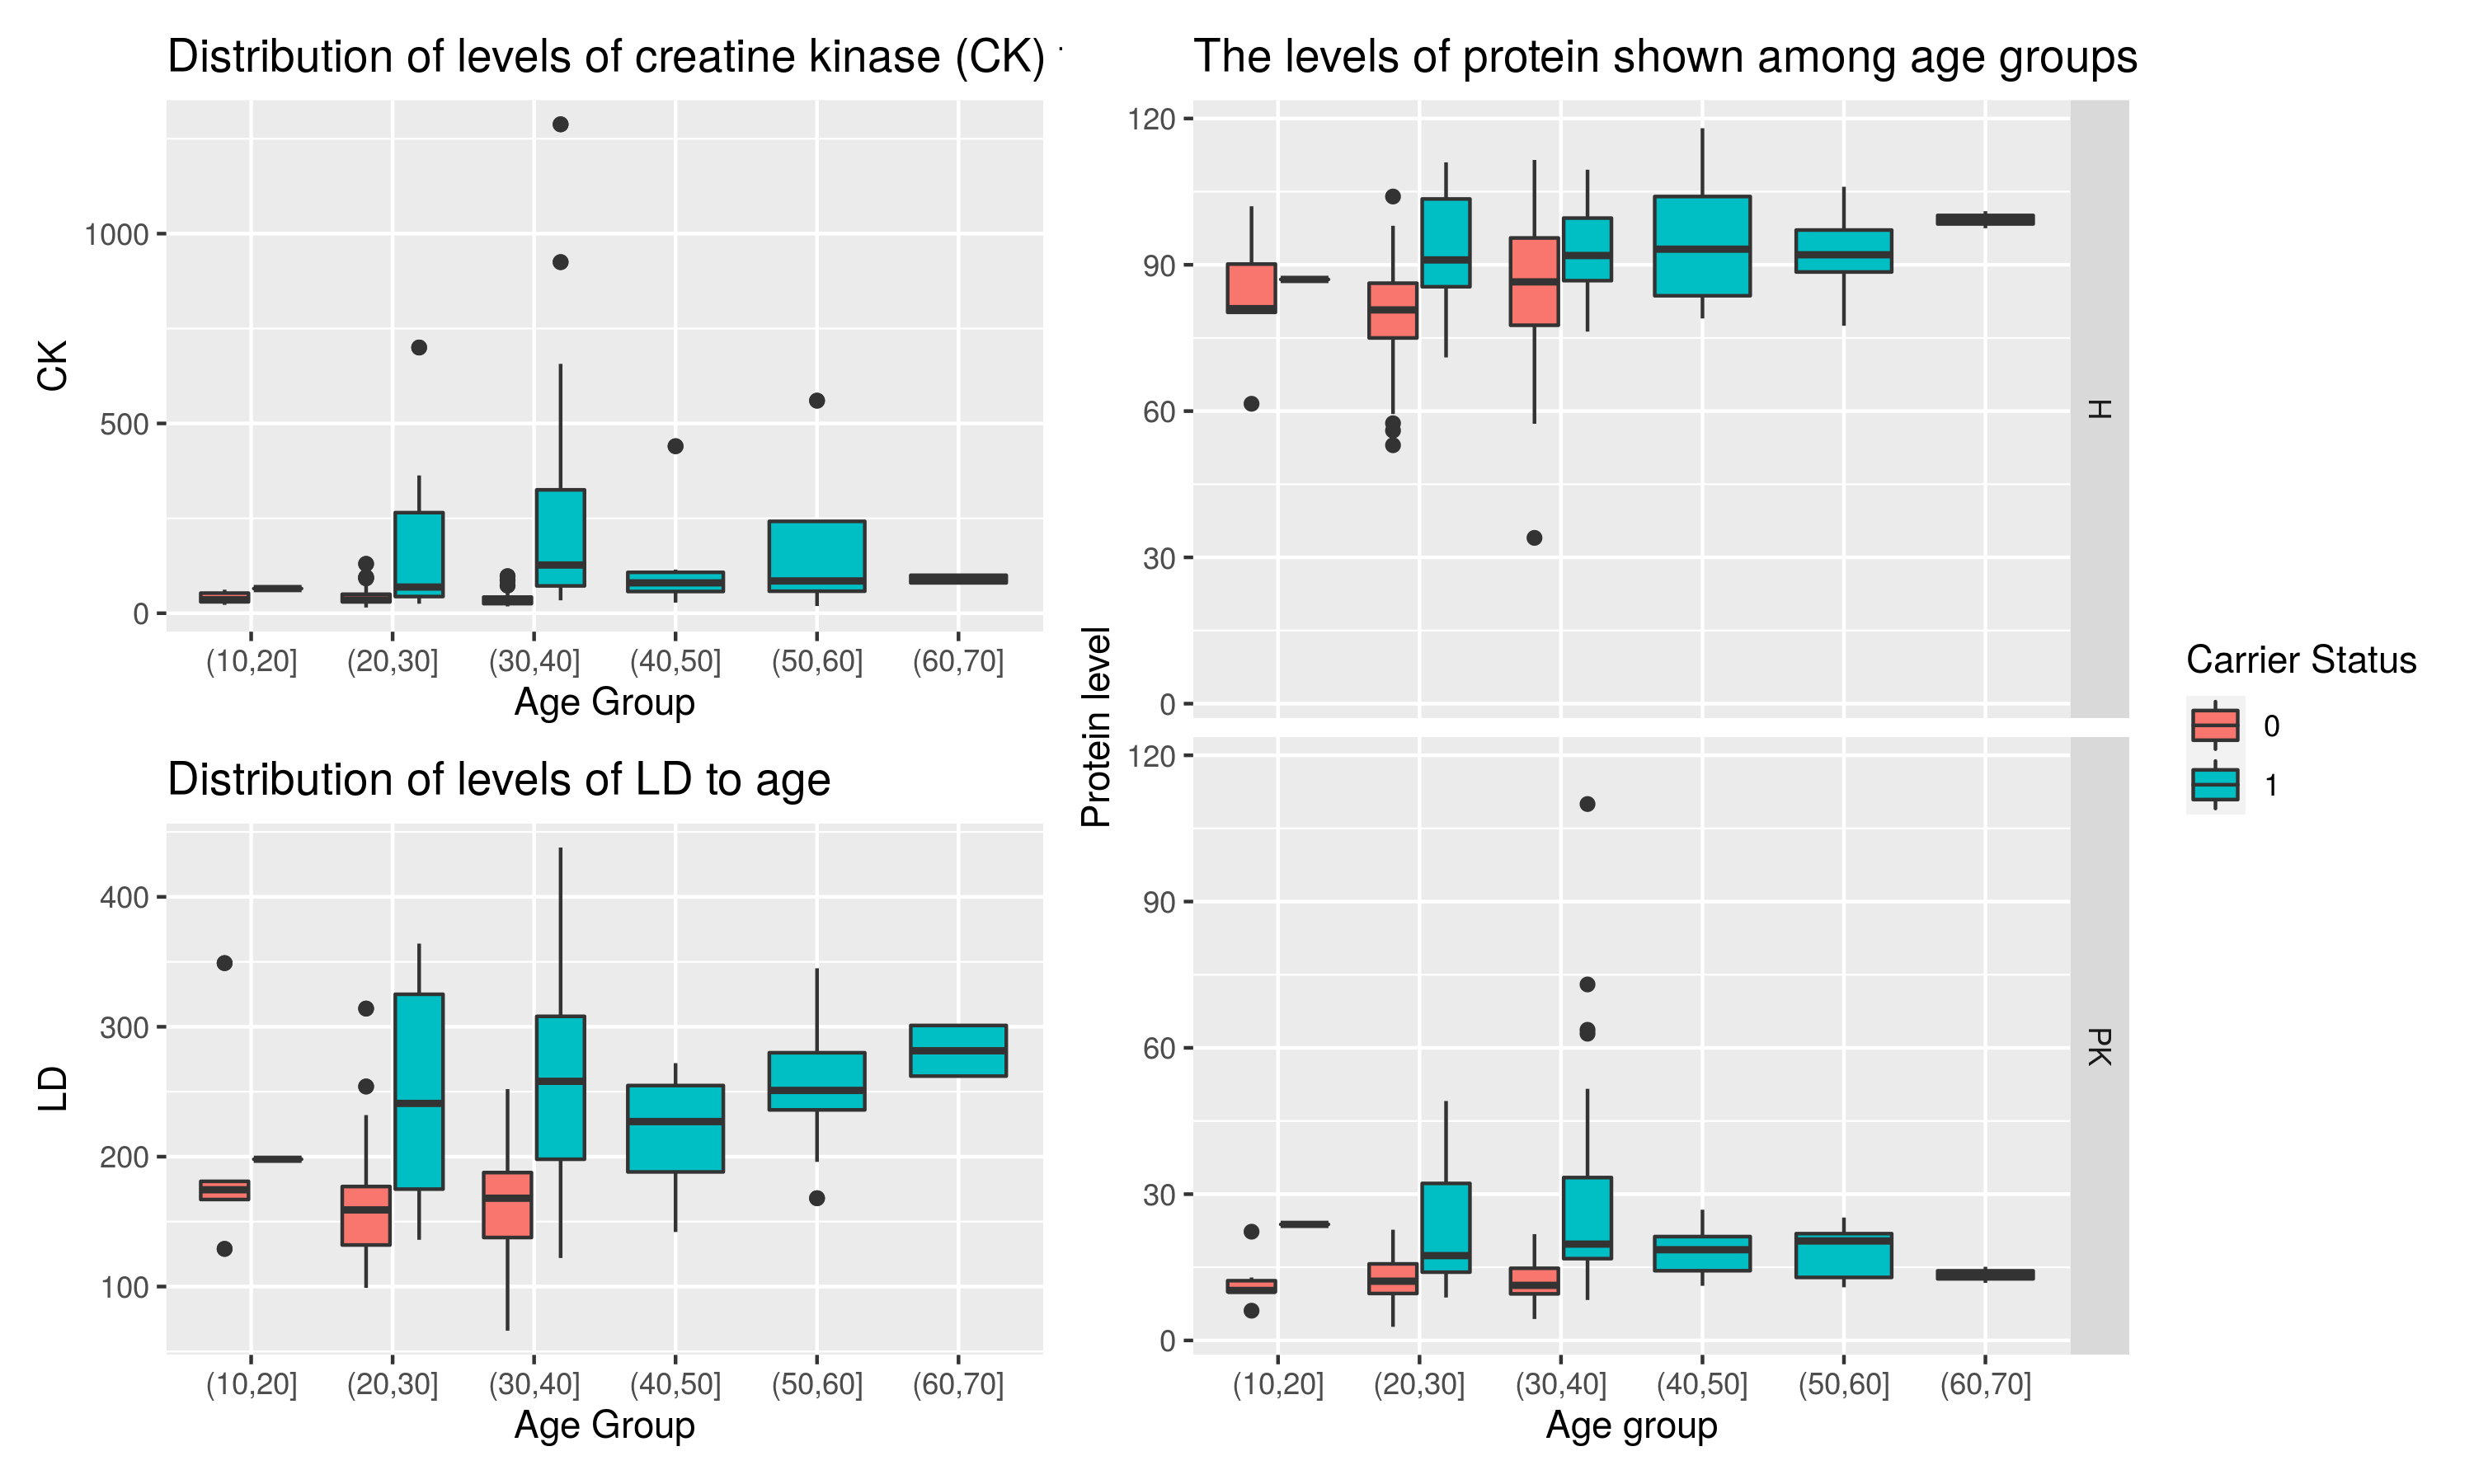 Distribution of levels of creatine kinase (CK)
CK
1000
500
0
(10,20] (20,30] (30,40] (40,50] (50,60] (60,70]
Age Group
Distribution of levels of LD to age
LD
400
300
200
100
(10,20] (20,30] (30,40] (40,50] (50,60] (60,70]
Age Group
The levels of protein shown among age groups
Protein level
120
90
60
30
0
H
120
90
60
30
0
PK
(10,20] (20,30] (30,40] (40,50] (50,60] (60,70]
Age group
Carrier Status
0
1